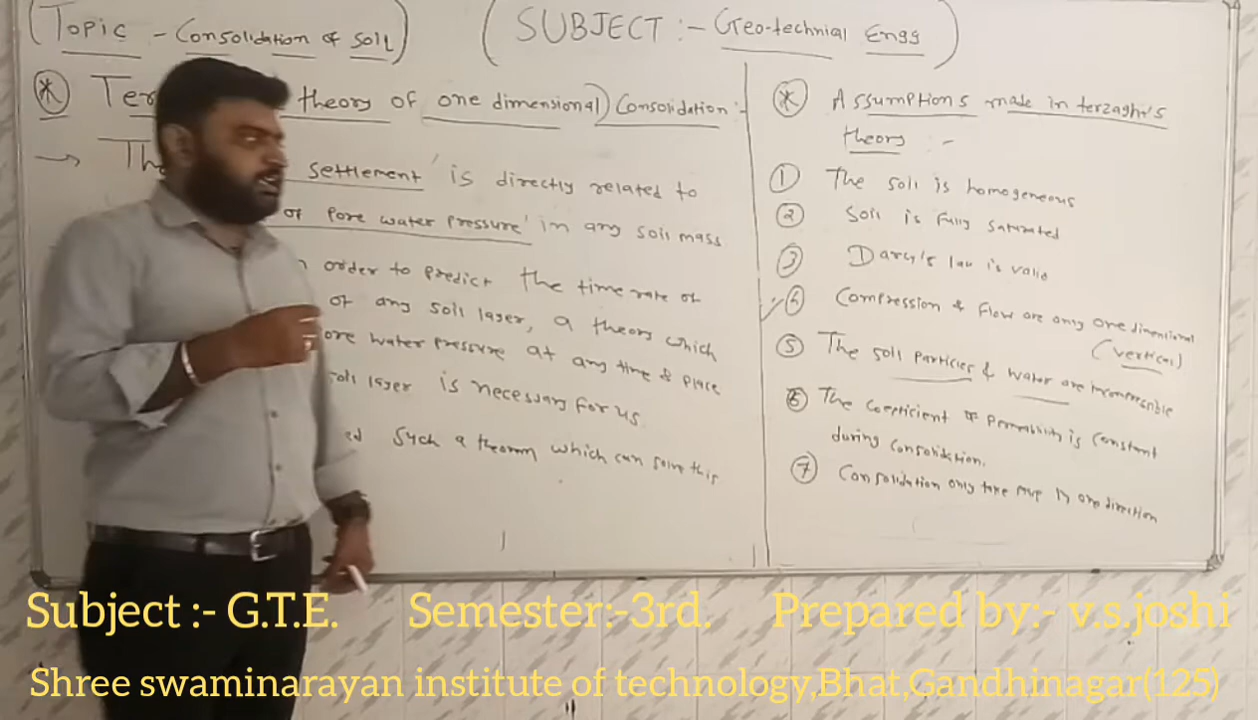 (Topic - Consolidation of Soil)
(SUBJECT :- Geo-technial Engg)
* Ter theory of one dimensional) Consolidation :-
→ Th settlement' is directly related to
of Pore water Pressure' in any soil mass
order to predict the time rate of
of any soil layer, a theory which
ore water pressure at any time & place
layer is necessary for us.
ed such a theorm which can solve this
* Assumptions made in terzaghi's
theory :-
① The soil is homogeneous
② Soil is fully saturated
③ Darcy's law is valid
Compression & flow are only one dimensional
(vertical)
⑤ The soil particles & water are incompressible
⑥ The coefficient of Permeability is constant
during consolidation.
⑦ Consolidation only take in one direction
Subject :- G.T.E. Semester:-3rd. Prepared by:- v.s.joshi
Shree swaminarayan institute of technology,Bhat,Gandhinagar(125)